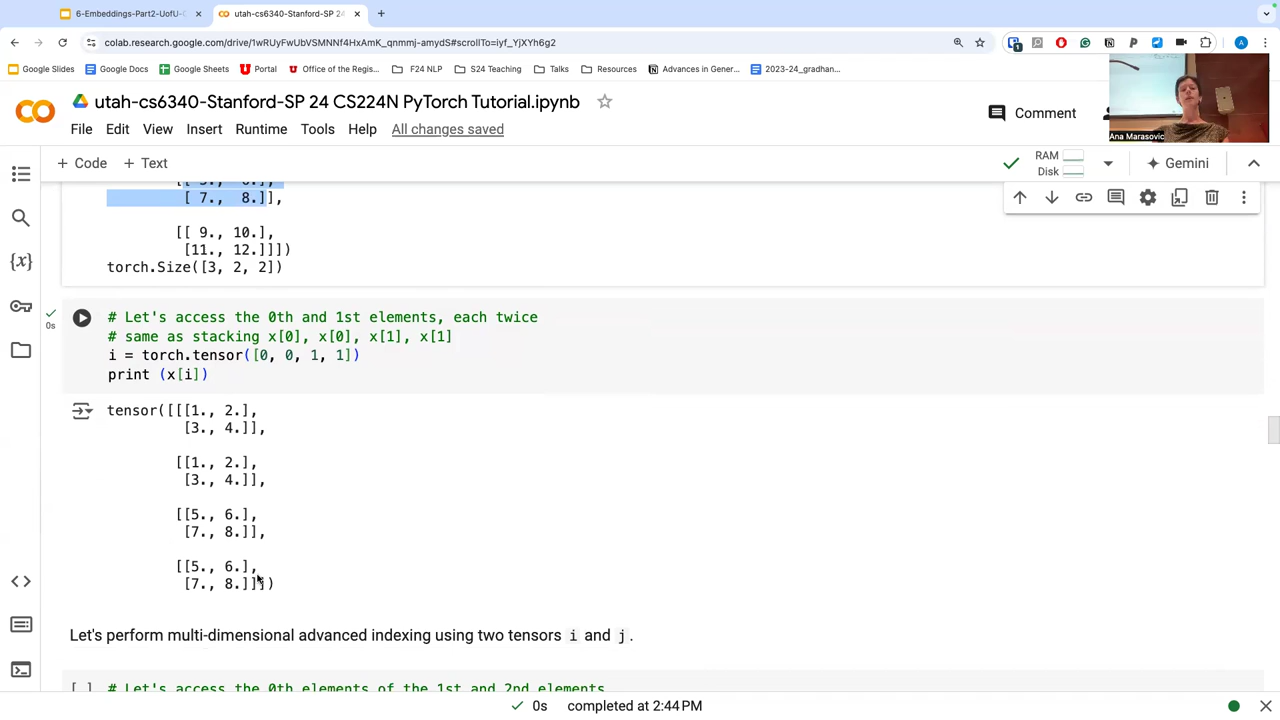 6-Embeddings-Part2-UofU-C
utah-cs6340-Stanford-SP 24
colab.research.google.com/drive/1wRUyFwUbVSMNNf4HxAmK_qnmmj-amydS#scrollTo=iyf_YjXYh6g2
Google Slides
Google Docs
Google Sheets
Portal
Office of the Regis...
F24 NLP
S24 Teaching
Talks
Resources
Advances in Gener...
2023-24_gradhan...
utah-cs6340-Stanford-SP 24 CS224N PyTorch Tutorial.ipynb
File Edit View Insert Runtime Tools Help All changes saved
Comment
Ana Marasovic
+ Code + Text
RAM
Disk
Gemini
[ 7., 8.]],
[[ 9., 10.],
[11., 12.]]])
torch.Size([3, 2, 2])
0s
# Let's access the 0th and 1st elements, each twice
# same as stacking x[0], x[0], x[1], x[1]
i = torch.tensor([0, 0, 1, 1])
print (x[i])
tensor([[[1., 2.],
[3., 4.]],
[[1., 2.],
[3., 4.]],
[[5., 6.],
[7., 8.]],
[[5., 6.],
[7., 8.]]])
Let's perform multi-dimensional advanced indexing using two tensors i and j.
[ ] # Let's access the 0th elements of the 1st and 2nd elements
0s completed at 2:44 PM